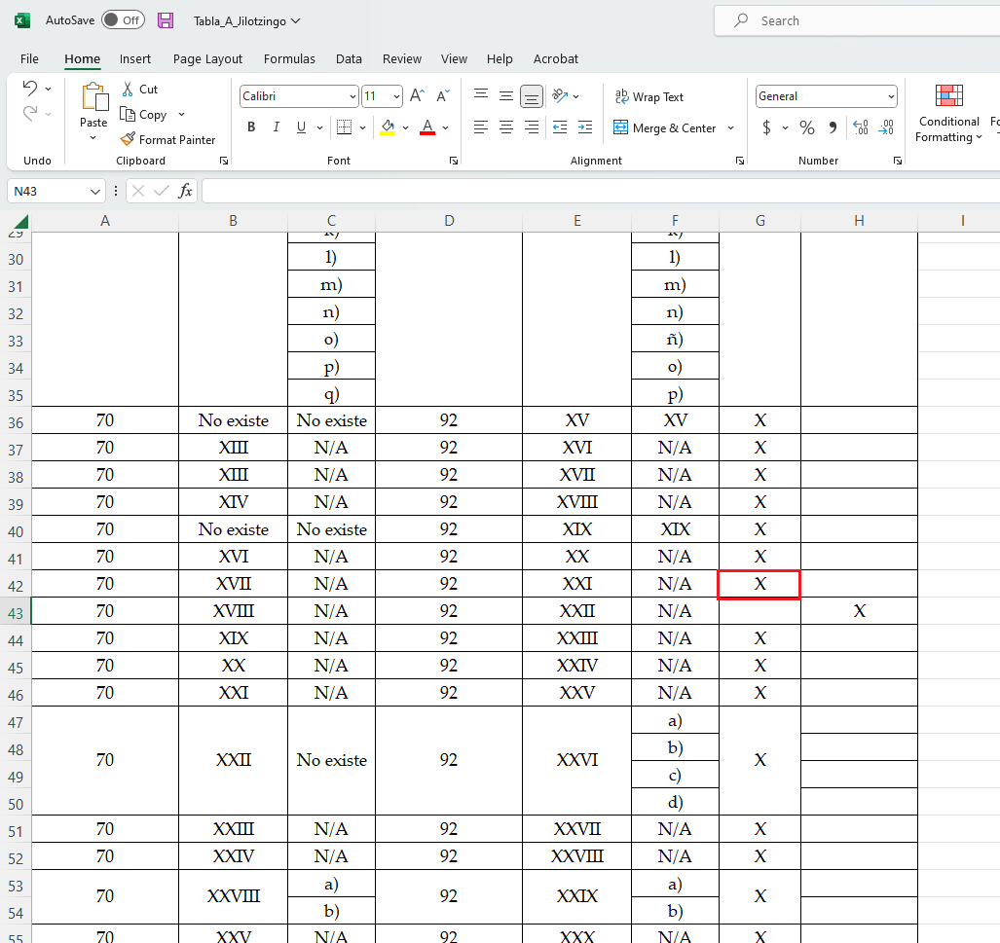 AutoSave Off Tabla_A_Jilotzingo Search
File Home Insert Page Layout Formulas Data Review View Help Acrobat
Cut
Copy
Format Painter
Paste
Calibri 11
B I U A
Wrap Text
Merge & Center
General
$ % 9
Conditional
Formatting
Undo Clipboard Font Alignment Number
N43 fx
A B C D E F G H I
29 k) k)
30 l) l)
31 m) m)
32 n) n)
33 o) ñ)
34 p) o)
35 q) p)
36 70 No existe No existe 92 XV XV X
37 70 XIII N/A 92 XVI N/A X
38 70 XIII N/A 92 XVII N/A X
39 70 XIV N/A 92 XVIII N/A X
40 70 No existe No existe 92 XIX XIX X
41 70 XVI N/A 92 XX N/A X
42 70 XVII N/A 92 XXI N/A X
43 70 XVIII N/A 92 XXII N/A X
44 70 XIX N/A 92 XXIII N/A X
45 70 XX N/A 92 XXIV N/A X
46 70 XXI N/A 92 XXV N/A X
47 a)
48 b)
70 XXII No existe 92 XXVI X
49 c)
50 d)
51 70 XXIII N/A 92 XXVII N/A X
52 70 XXIV N/A 92 XXVIII N/A X
53 a) a)
70 XXVIII 92 XXIX X
54 b) b)
55 70 XXV N/A 92 XXX N/A X